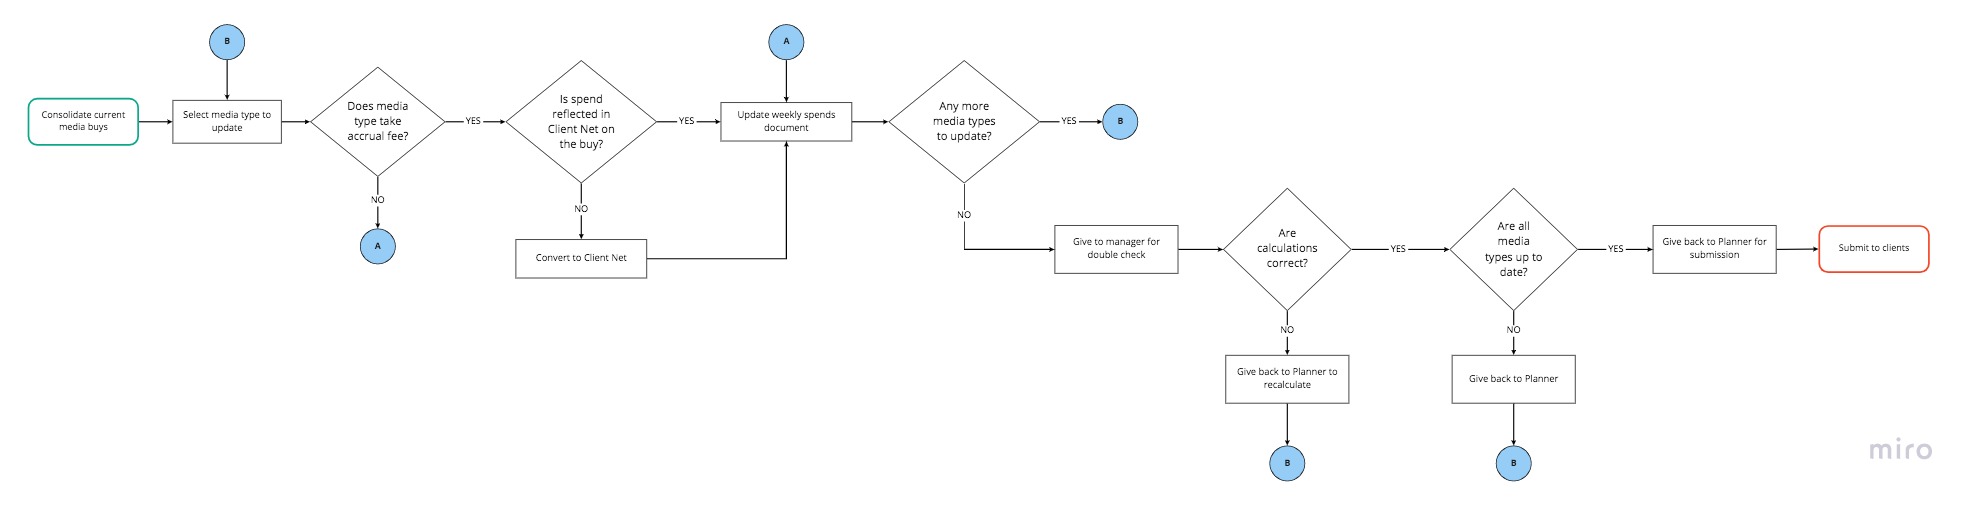 B
A
Consolidate current
media buys
Select media type to
update
Does media
type take
accrual fee?
YES
Is spend
reflected in
Client Net on
the buy?
YES
Update weekly spends
document
Any more
media types
to update?
YES
B
NO
A
NO
Convert to Client Net
NO
Give to manager for
double check
Are
calculations
correct?
YES
Are all
media
types up to
date?
YES
Give back to Planner for
submission
Submit to clients
NO
Give back to Planner to
recalculate
B
NO
Give back to Planner
B
miro